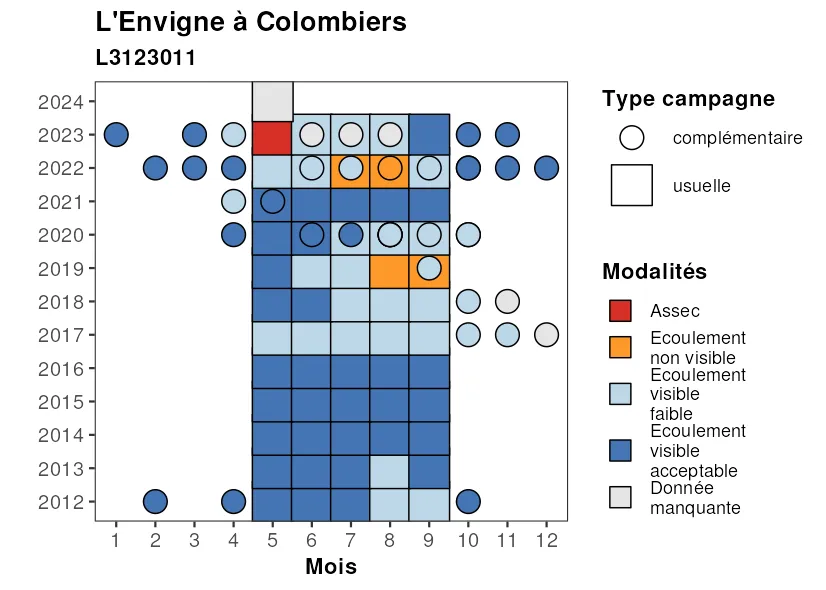 L'Envigne à Colombiers
L3123011
2024
2023
2022
2021
2020
2019
2018
2017
2016
2015
2014
2013
2012
1 2 3 4 5 6 7 8 9 10 11 12
Mois
Type campagne
complémentaire
usuelle
Modalités
Assec
Ecoulement
non visible
Ecoulement
visible
faible
Ecoulement
visible
acceptable
Donnée
manquante